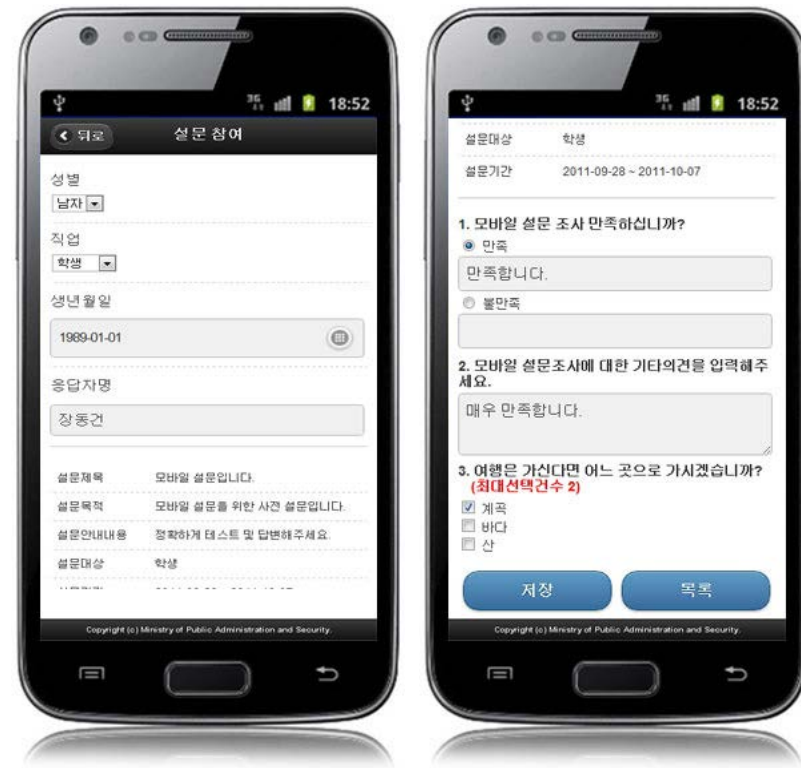 3G
18:52
뒤로
설문 참여
성별
남자
직업
학생
생년월일
1989-01-01
응답자명
장동건
설문제목 모바일 설문입니다.
설문목적 모바일 설문를 위한 사전 설문입니다.
설문안내내용 정확하게 테스트 및 답변해주세요.
설문대상 학생
Copyright (c) Ministry of Public Administration and Security.
3G
18:52
설문대상 학생
설문기간 2011-09-28 ~ 2011-10-07
1. 모바일 설문 조사 만족하십니까?
만족
만족합니다.
불만족
2. 모바일 설문조사에 대한 기타의견을 입력해주
세요.
매우 만족합니다.
3. 여행은 가신다면 어느 곳으로 가시겠습니까?
(최대선택건수 2)
계곡
바다
산
저장
목록
Copyright (c) Ministry of Public Administration and Security.